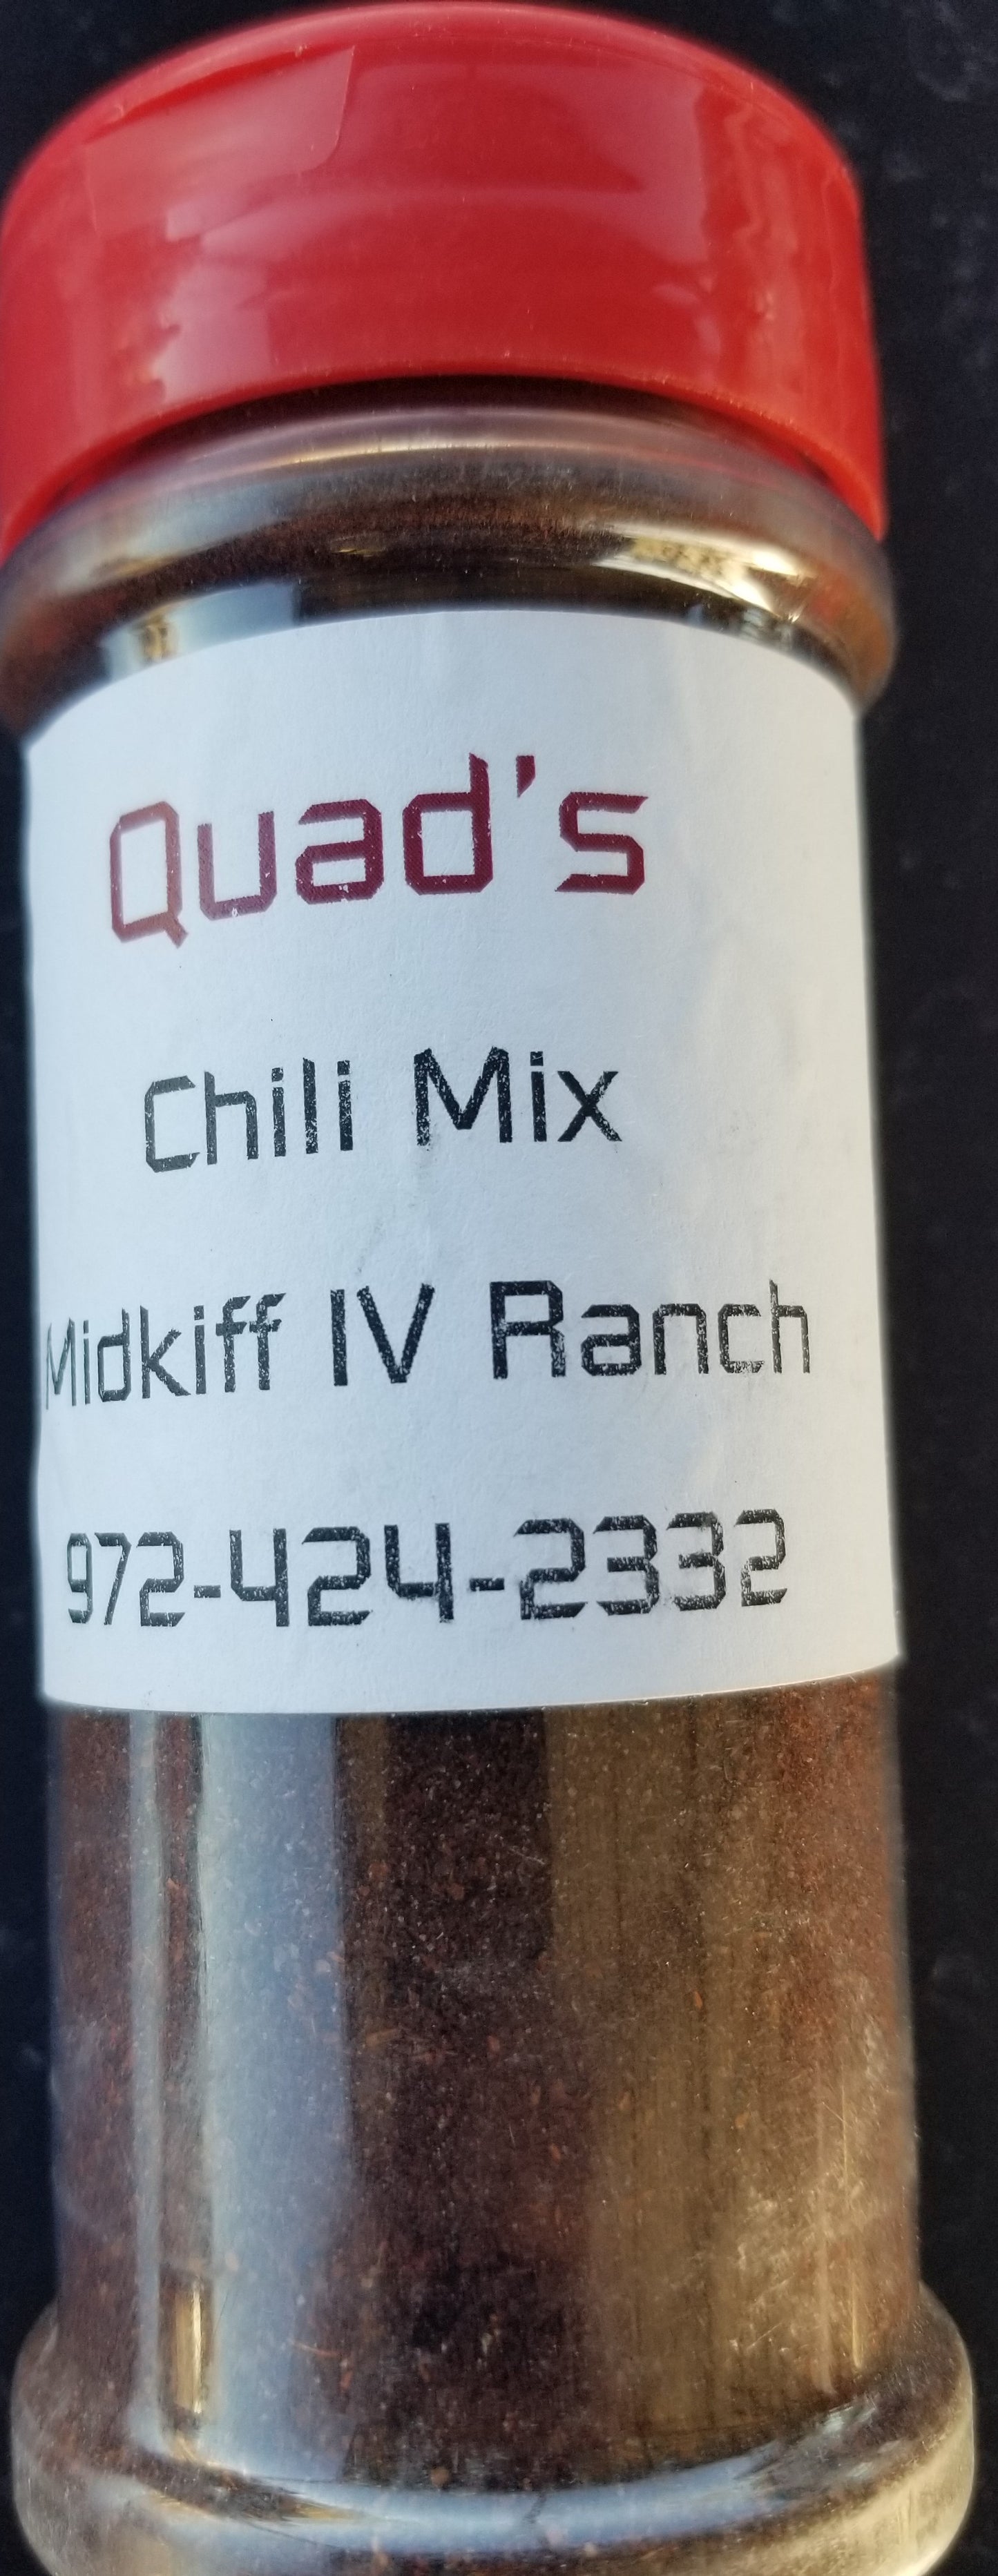 Quad's
Chili Mix
Midkiff IV Ranch
972-424-2332